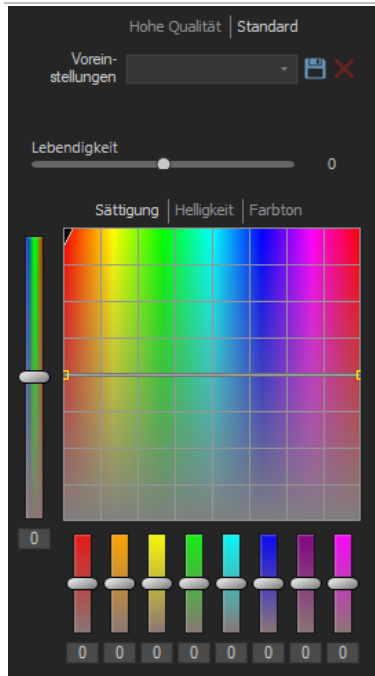 Hohe Qualität Standard
Vorein-
stellungen
Lebendigkeit
0
Sättigung Helligkeit Farbton
0
0 0 0 0 0 0 0 0